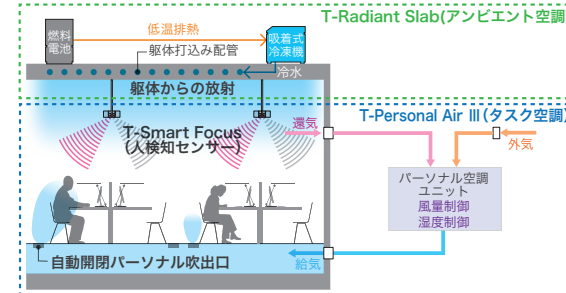 T-Radiant Slab(アンビエント空調
低温排熱
燃料
電池
吸着式
冷凍機
躯体打込み配管
冷水
躯体からの放射
T-Personal Air Ⅲ(タスク空調)
T-Smart Focus
(人検知センサー)
還気
外気
パーソナル空調
ユニット
風量制御
湿度制御
自動開閉パーソナル吹出口
給気